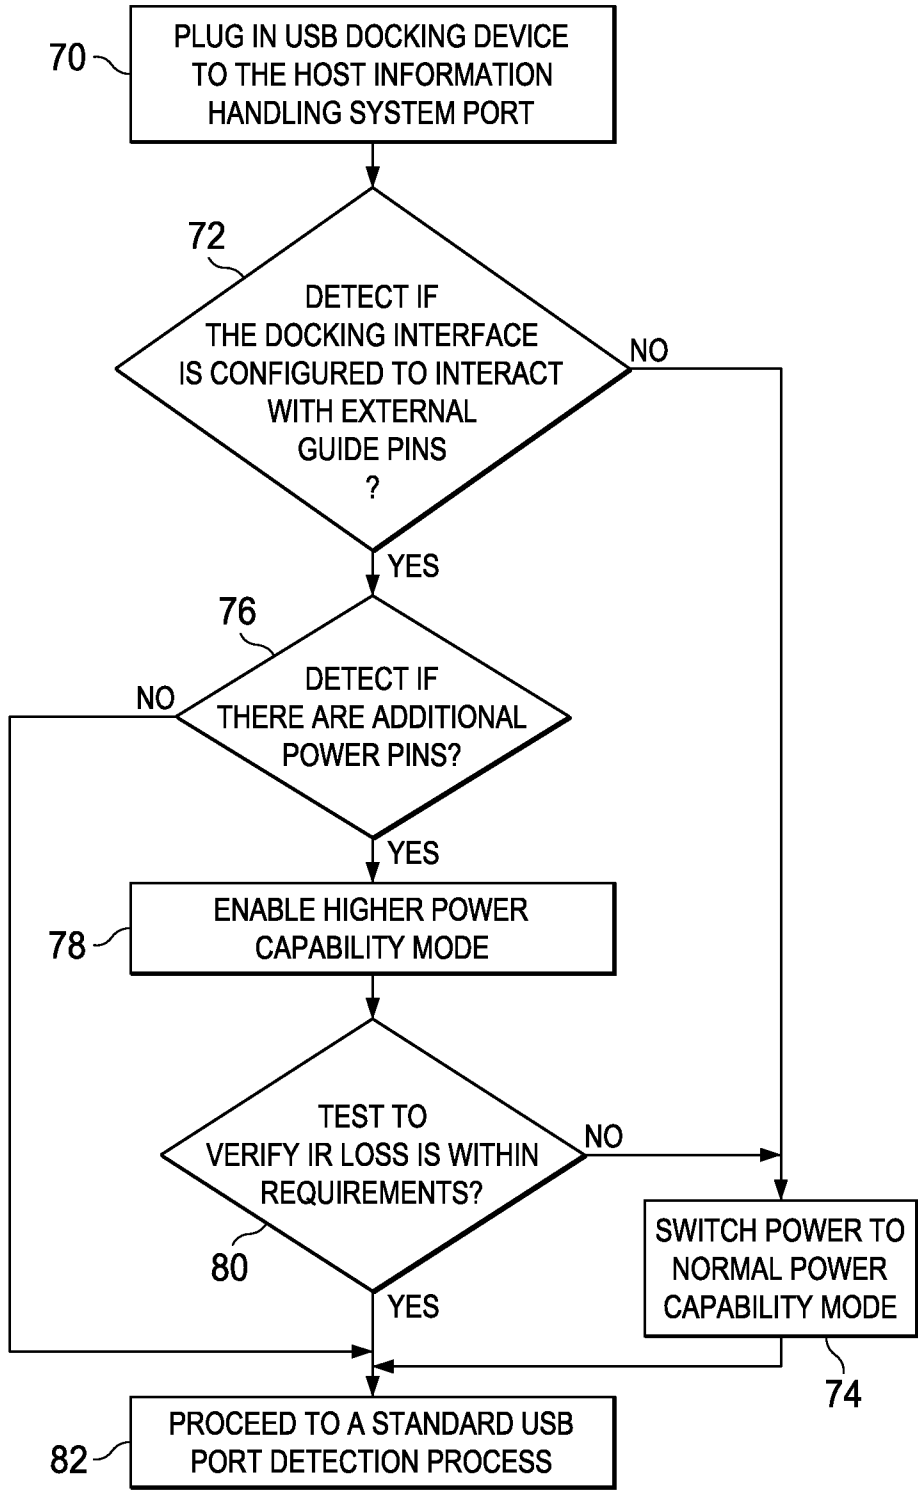 70
PLUG IN USB DOCKING DEVICE
TO THE HOST INFORMATION
HANDLING SYSTEM PORT
72
DETECT IF
THE DOCKING INTERFACE
IS CONFIGURED TO INTERACT
WITH EXTERNAL
GUIDE PINS
?
NO
YES
76
DETECT IF
THERE ARE ADDITIONAL
POWER PINS?
NO
YES
78
ENABLE HIGHER POWER
CAPABILITY MODE
TEST TO
VERIFY IR LOSS IS WITHIN
REQUIREMENTS?
80
NO
YES
SWITCH POWER TO
NORMAL POWER
CAPABILITY MODE
74
82
PROCEED TO A STANDARD USB
PORT DETECTION PROCESS